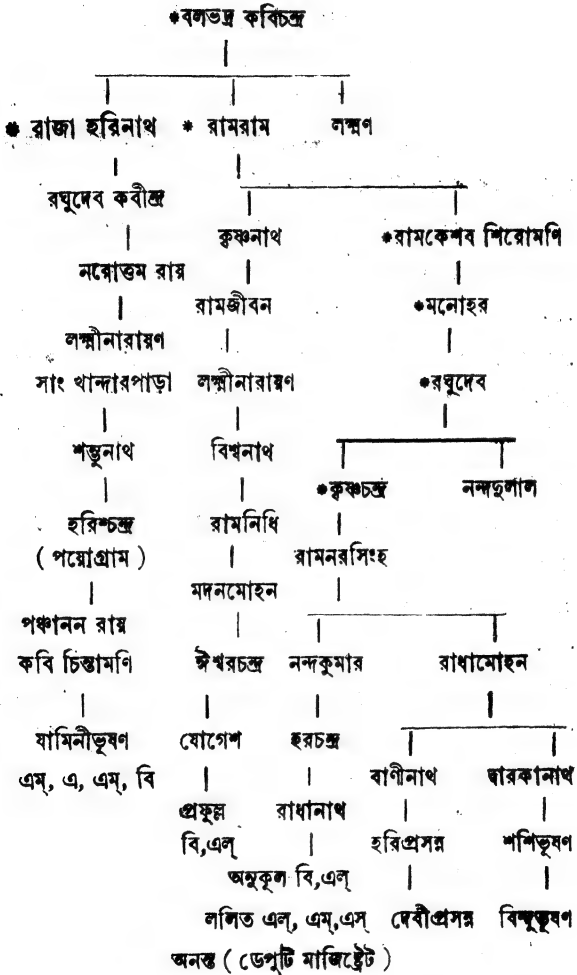 *বলভদ্র কবিচন্দ্র
* রাজা হরিনাথ * রামরাম লক্ষ্মণ
রঘুদেব কবীন্দ্র
কৃষ্ণনাথ *রামকেশব শিরোমণি
নরোত্তম রায়
রামজীবন *মনোহর
লক্ষ্মীনারায়ণ
সাং খান্দারপাড়া লক্ষ্মীনারায়ণ *রঘুদেব
শম্ভুনাথ বিশ্বনাথ
*কৃষ্ণচন্দ্র নন্দদুলাল
হরিশ্চন্দ্র রামনিধি
( পয়োগ্রাম ) রামনরসিংহ
মদনমোহন
পঞ্চানন রায়
কবি চিন্তামণি ঈশ্বরচন্দ্র নন্দকুমার রাধামোহন
যামিনীভূষণ যোগেশ হরচন্দ্র
এম্, এ, এম্, বি বাণীনাথ দ্বারকানাথ
প্রফুল্ল রাধানাথ
বি,এল্ হরিপ্রসন্ন শশিভূষণ
অনুকূল বি,এল্
ললিত এল্, এম্,এস্ দেবীপ্রসন্ন বিন্দুভূষণ
অনন্ত ( ডেপুটি মাজিষ্ট্রেট )